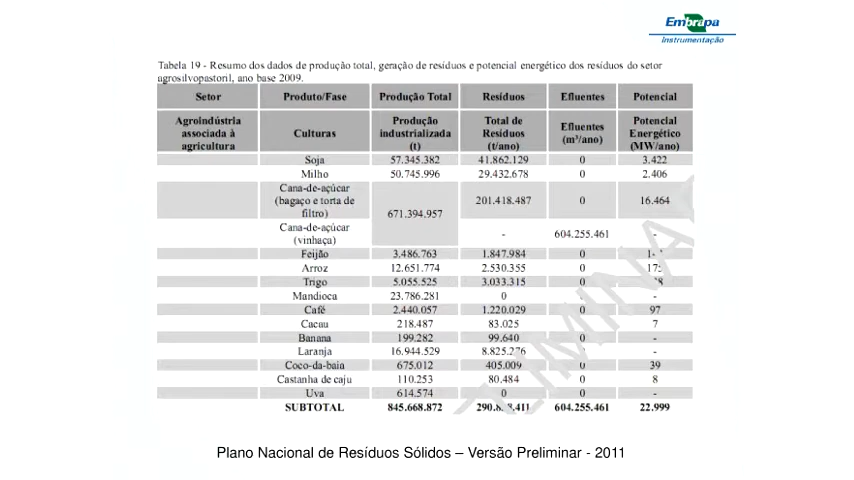 Embrapa
Instrumentação
Tabela 19 - Resumo dos dados de produção total, geração de resíduos e potencial energético dos resíduos do setor
agrosilvopastoril, ano base 2009.
Setor Produto/Fase Produção Total Resíduos Efluentes Potencial
Agroindústria associada à agricultura Culturas Produção industrializada (t) Total de Resíduos (t/ano) Efluentes (m³/ano) Potencial Energético (MW/ano)
Soja 57.345.382 41.862.129 0 3.422
Milho 50.745.996 29.432.678 0 2.406
Cana-de-açúcar (bagaço e torta de filtro) 671.394.957 201.418.487 0 16.464
Cana-de-açúcar (vinhaça) - 604.255.461 -
Feijão 3.486.763 1.847.984 0
Arroz 12.651.774 2.530.355 0
Trigo 5.055.525 3.033.315 0
Mandioca 23.786.281 0 -
Café 2.440.057 1.220.029 0 97
Cacau 218.487 83.025 7
Banana 199.282 99.640 0 -
Laranja 16.944.529 8.825.276 -
Coco-da-baia 675.012 405.009 0 39
Castanha de caju 110.253 80.484 0 8
Uva 614.574 0 0 -
SUBTOTAL 845.668.872 604.255.461 22.999
Plano Nacional de Resíduos Sólidos – Versão Preliminar - 2011